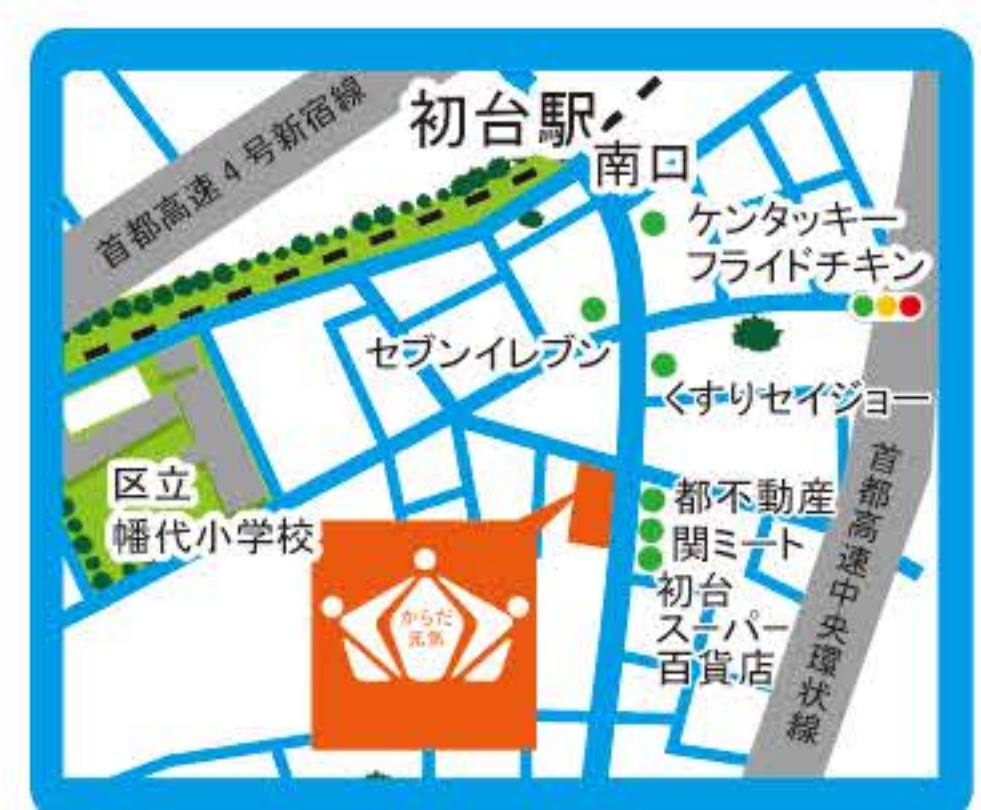 首都高速4号新宿線
初台駅
南口
ケンタッキー
フライドチキン
セブンイレブン
くすりセイジョー
区立
幡代小学校
都不動産
関ミート
初台
スーパー
百貨店
首都高速中央環状線
からだ
元気